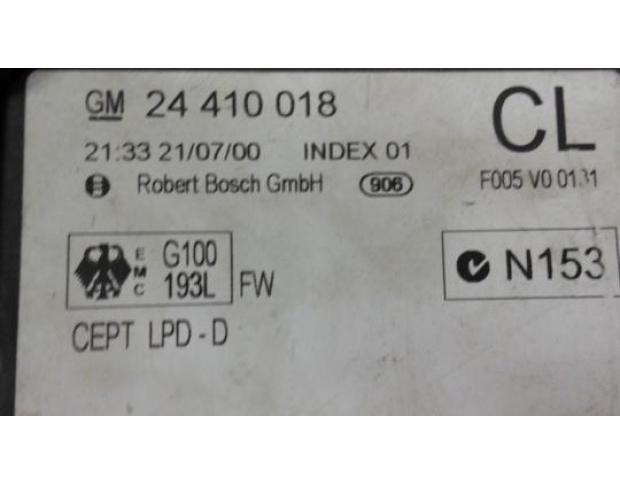 GM 24 410 018
CL
21:33 21/07/00 INDEX 01
Robert Bosch GmbH 906
F005 V0
EMC G100
193L FW
N153
CEPT LPD-D